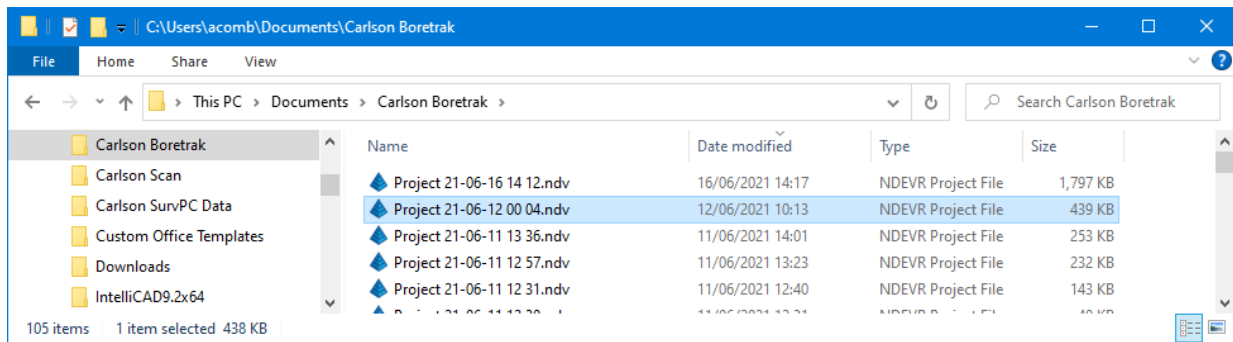 C:\Users\acomb\Documents\Carlson Boretrak
File Home Share View
This PC > Documents > Carlson Boretrak > Search Carlson Boretrak
Carlson Boretrak
Carlson Scan
Carlson SurvPC Data
Custom Office Templates
Downloads
IntelliCAD9.2x64
Name Date modified Type Size
Project 21-06-16 14 12.ndv 16/06/2021 14:17 NDEVR Project File 1,797 KB
Project 21-06-12 00 04.ndv 12/06/2021 10:13 NDEVR Project File 439 KB
Project 21-06-11 13 36.ndv 11/06/2021 14:01 NDEVR Project File 253 KB
Project 21-06-11 12 57.ndv 11/06/2021 13:23 NDEVR Project File 232 KB
Project 21-06-11 12 31.ndv 11/06/2021 12:40 NDEVR Project File 143 KB
105 items 1 item selected 438 KB